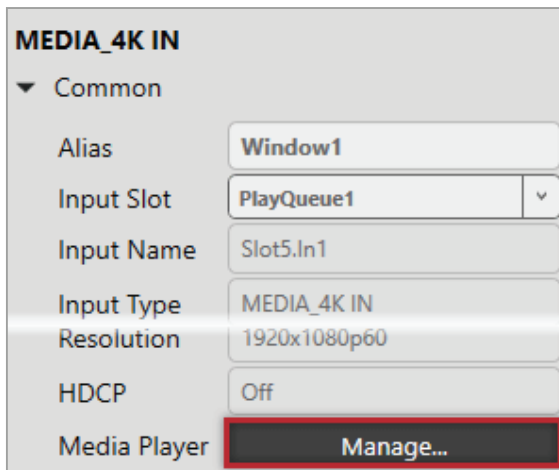 MEDIA_4K IN
Common
Alias Window1
Input Slot PlayQueue1
Input Name Slot5.In1
Input Type MEDIA_4K IN
Resolution 1920x1080p60
HDCP Off
Media Player Manage...